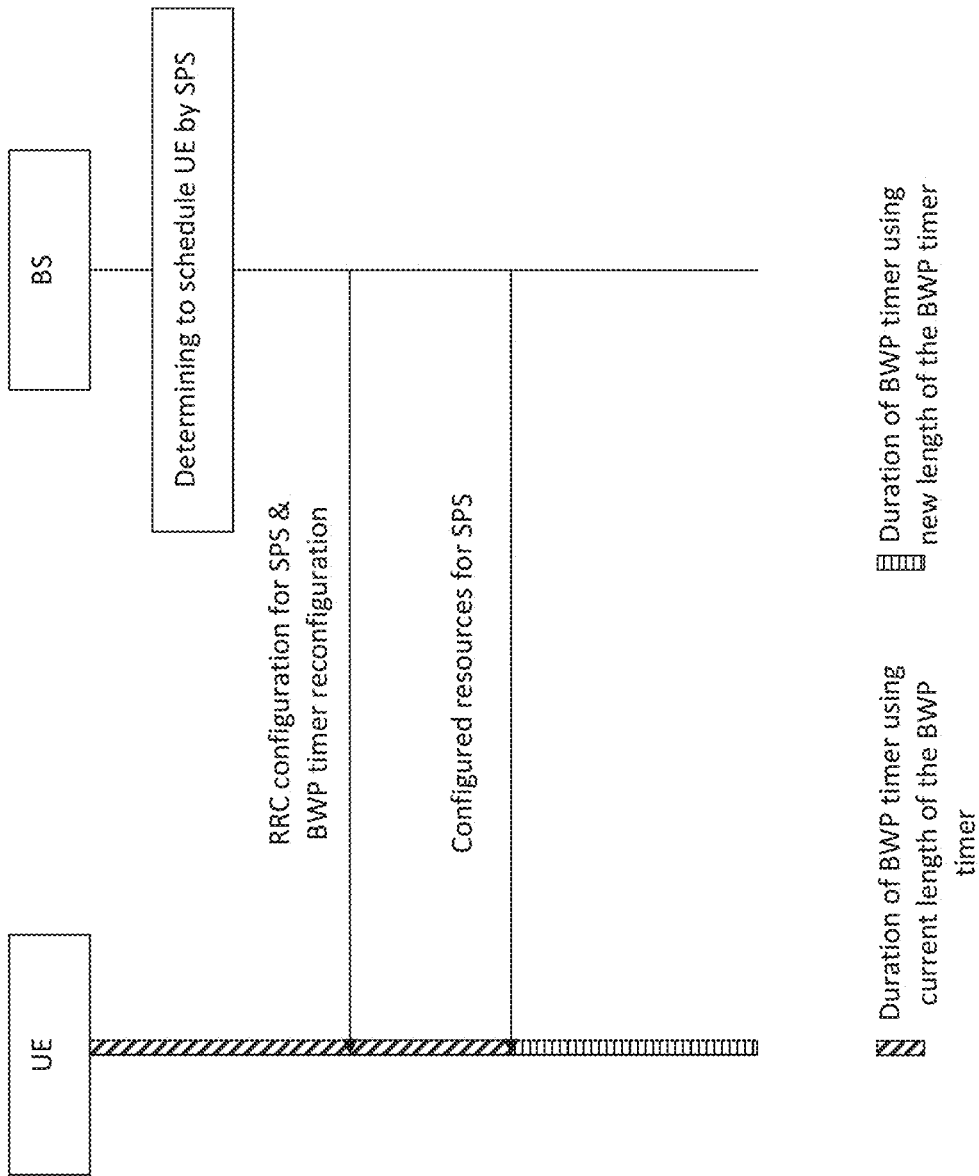 UE
BS
Determining to schedule UE by SPS
RRC configuration for SPS &
BWP timer reconfiguration
Configured resources for SPS
Duration of BWP timer using
current length of the BWP
timer
Duration of BWP timer using
new length of the BWP timer